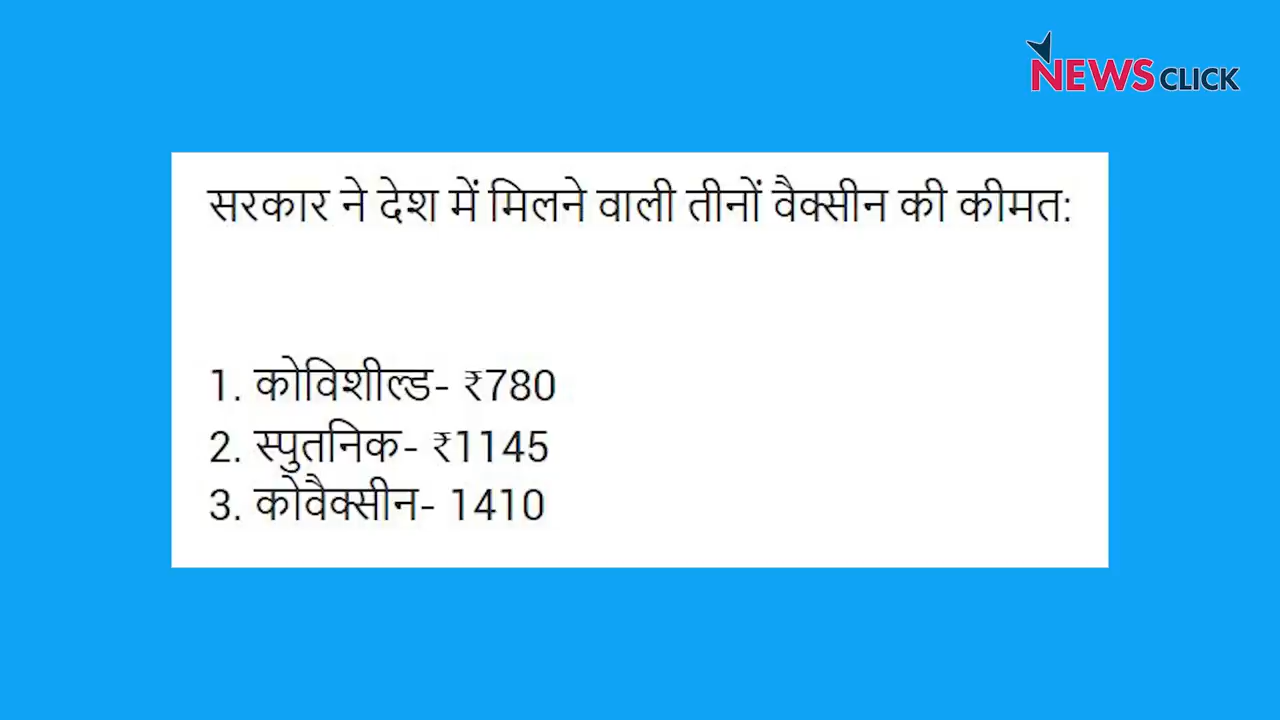 NEWSCLICK
सरकार ने देश में मिलने वाली तीनों वैक्सीन की कीमत:
1. कोविशील्ड- ₹780
2. स्पुतनिक- ₹1145
3. कोवैक्सीन- 1410